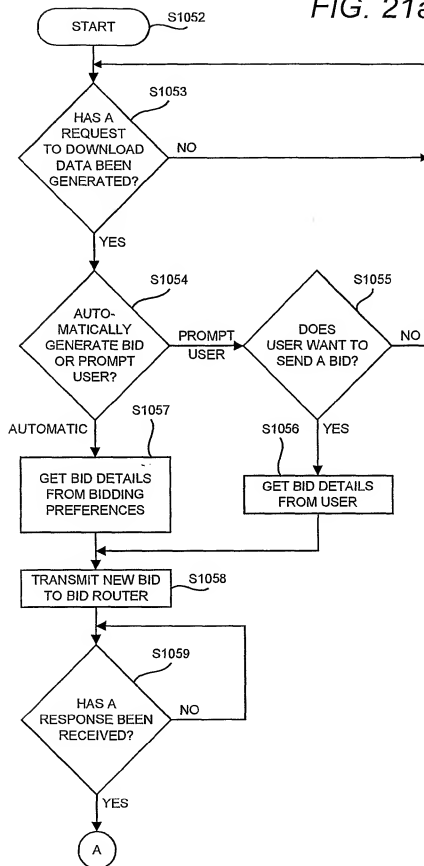 FIG. 21a
START
S1052
S1053
HAS A
REQUEST
TO DOWNLOAD
DATA BEEN
GENERATED?
NO
YES
S1054
AUTO-
MATICALLY
GENERATE BID
OR PROMPT
USER?
PROMPT
USER
S1055
DOES
USER WANT TO
SEND A BID?
NO
AUTOMATIC
S1057
S1056
YES
GET BID DETAILS
FROM BIDDING
PREFERENCES
GET BID DETAILS
FROM USER
TRANSMIT NEW BID
TO BID ROUTER
S1058
S1059
HAS A
RESPONSE BEEN
RECEIVED?
NO
YES
A